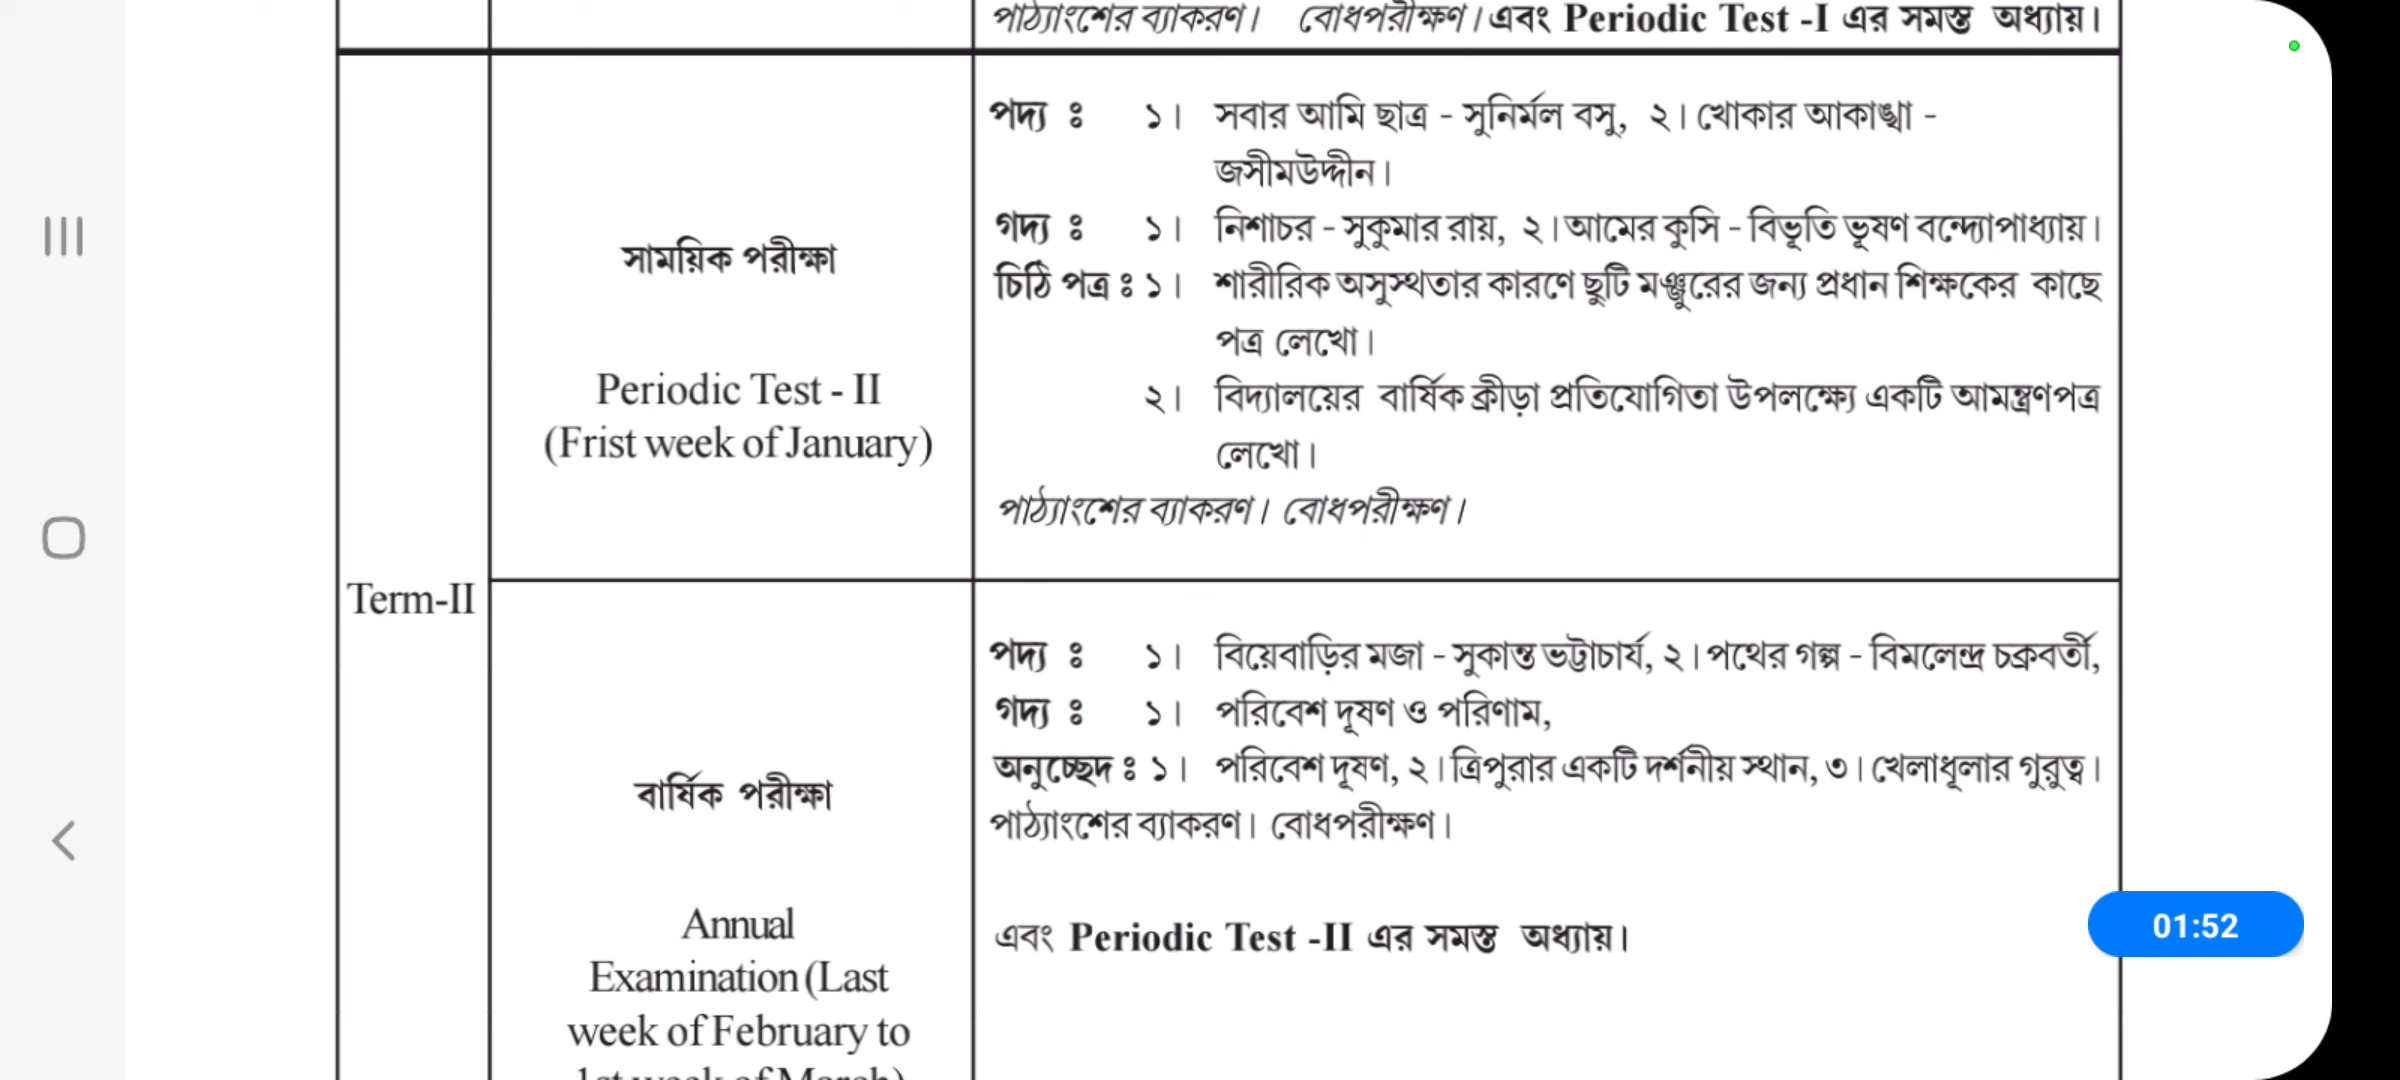 পাঠ্যাংশের ব্যাকরণ। বোধপরীক্ষণ। এবং Periodic Test -I এর সমস্ত অধ্যায়।
পদ্য ঃ ১। সবার আমি ছাত্র - সুনির্মল বসু, ২। খোকার আকাঙ্খা -
জসীমউদ্দীন।
গদ্য ঃ ১। নিশাচর - সুকুমার রায়, ২। আমের কুসি - বিভূতি ভূষণ বন্দ্যোপাধ্যায়।
সাময়িক পরীক্ষা
চিঠি পত্র ঃ ১। শারীরিক অসুস্থতার কারণে ছুটি মঞ্জুরের জন্য প্রধান শিক্ষকের কাছে
পত্র লেখো।
Periodic Test - II
২। বিদ্যালয়ের বার্ষিক ক্রীড়া প্রতিযোগিতা উপলক্ষ্যে একটি আমন্ত্রণপত্র
(Frist week of January)
লেখো।
পাঠ্যাংশের ব্যাকরণ। বোধপরীক্ষণ।
Term-II
পদ্য ঃ ১। বিয়েবাড়ির মজা - সুকান্ত ভট্টাচার্য, ২। পথের গল্প - বিমলেন্দ্র চক্রবর্তী,
গদ্য ঃ ১। পরিবেশ দূষণ ও পরিণাম,
অনুচ্ছেদ ঃ ১। পরিবেশ দূষণ, ২। ত্রিপুরার একটি দর্শনীয় স্থান, ৩। খেলাধূলার গুরুত্ব।
বার্ষিক পরীক্ষা
পাঠ্যাংশের ব্যাকরণ। বোধপরীক্ষণ।
Annual
এবং Periodic Test -II এর সমস্ত অধ্যায়।
01:52
Examination (Last
week of February to
1st week of March)